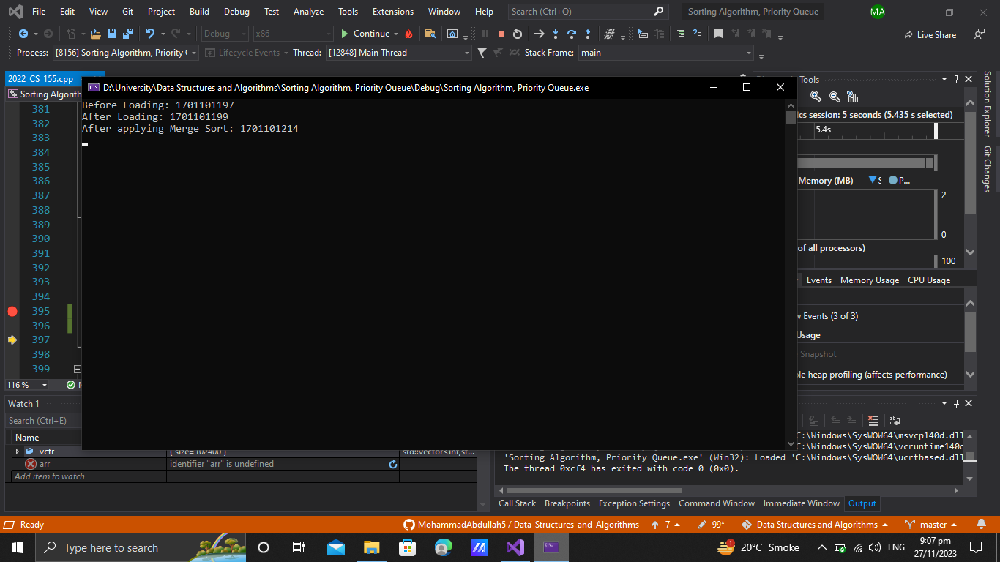 File Edit View Git Project Build Debug Test Analyze Tools Extensions Window Help Search (Ctrl+Q) Sorting Algorithm, Priority Queue MA
Debug x86 Continue Live Share
Process: [8156] Sorting Algorithm, Priority ( Lifecycle Events Thread: [12848] Main Thread Stack Frame: main
2022_CS_155.cpp Tools
Sorting Algorith
D:\University\Data Structures and Algorithms\Sorting Algorithm, Priority Queue\Debug\Sorting Algorithm, Priority Queue.exe
Before Loading: 1701101197
After Loading: 1701101199
After applying Merge Sort: 1701101214
381
382
383
384
385
386
387
388
389
390
391
392
393
394
395
396
397
398
399
116 %
ics session: 5 seconds (5.435 s selected)
5.4s
Memory (MB) S P...
2
0
of all processors)
100
Events Memory Usage CPU Usage
w Events (3 of 3)
Usage
Snapshot
le heap profiling (affects performance)
Solution Explorer
Git Changes
Watch 1
Search (Ctrl+E)
Name
vctr { size=102400 } std::vector<int,st...
arr identifier "arr" is undefined
Add item to watch
'C:\Windows\SysWOW64\msvcp140d.dll
'C:\Windows\SysWOW64\vcruntime140d
'Sorting Algorithm, Priority Queue.exe' (Win32): Loaded 'C:\Windows\SysWOW64\ucrtbased.dll
The thread 0xcf4 has exited with code 0 (0x0).
Call Stack Breakpoints Exception Settings Command Window Immediate Window Output
Ready MohammadAbdullah5 / Data-Structures-and-Algorithms 7 99* Data Structures and Algorithms master
Type here to search 1 20°C Smoke ENG 9:07 pm
27/11/2023